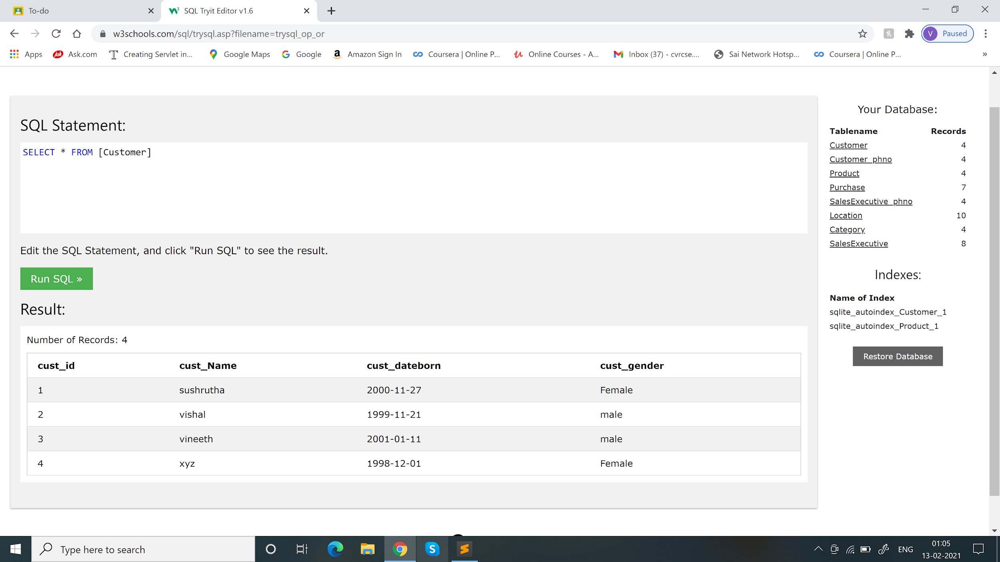 To-do
SQL Tryit Editor v1.6
w3schools.com/sql/trysql.asp?filename=trysql_op_or
V Paused
Apps
Ask Ask.com
Creating Servlet in...
Google Maps
Google
Amazon Sign In
Coursera | Online P...
Online Courses - A...
Inbox (37) - cvrcse....
Sai Network Hotsp...
Coursera | Online P...
»
SQL Statement:
SELECT * FROM [Customer]
Edit the SQL Statement, and click "Run SQL" to see the result.
Run SQL »
Result:
Number of Records: 4
cust_id cust_Name cust_dateborn cust_gender
1 sushrutha 2000-11-27 Female
2 vishal 1999-11-21 male
3 vineeth 2001-01-11 male
4 xyz 1998-12-01 Female
Your Database:
Tablename Records
Customer 4
Customer_phno 4
Product 4
Purchase 7
SalesExecutive_phno 4
Location 10
Category 4
SalesExecutive 8
Indexes:
Name of Index
sqlite_autoindex_Customer_1
sqlite_autoindex_Product_1
Restore Database
Type here to search
ENG
01:05
13-02-2021